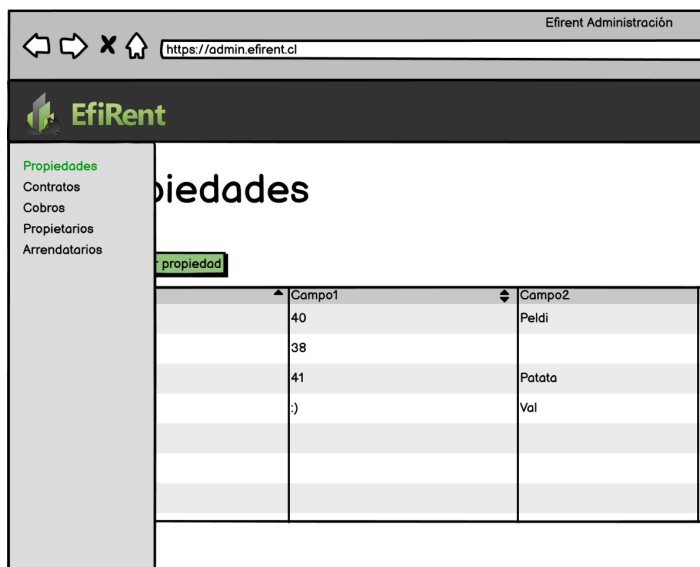 Efirent Administración
https://admin.efirent.cl
EfiRent
Propiedades
Contratos
Cobros
Propietarios
Arrendatarios
piedades
r propiedad
Campo1 Campo2
40 Peldi
38
41 Patata
:) Val